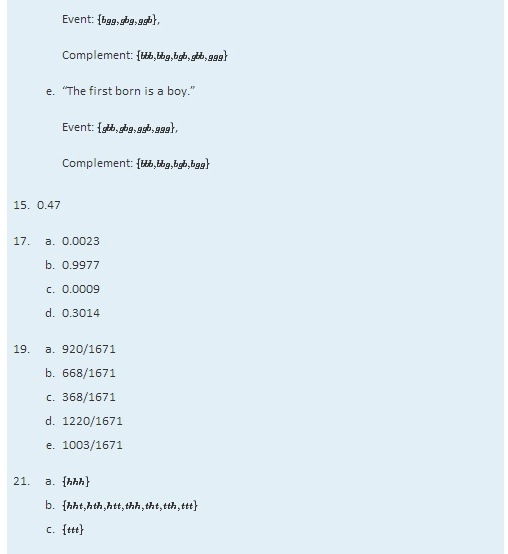 Event: {bgg,gbg,ggb},
Complement: {bbb,bbg,bgb,gbb,ggg}
e. “The first born is a boy.”
Event: {gbb,gbg,ggb,ggg},
Complement: {bbb,bbg,bgb,bgg}
15. 0.47
17. a. 0.0023
b. 0.9977
c. 0.0009
d. 0.3014
19. a. 920/1671
b. 668/1671
c. 368/1671
d. 1220/1671
e. 1003/1671
21. a. {hhh}
b. {hht,hth,htt,thh,tht,tth,ttt}
c. {ttt}